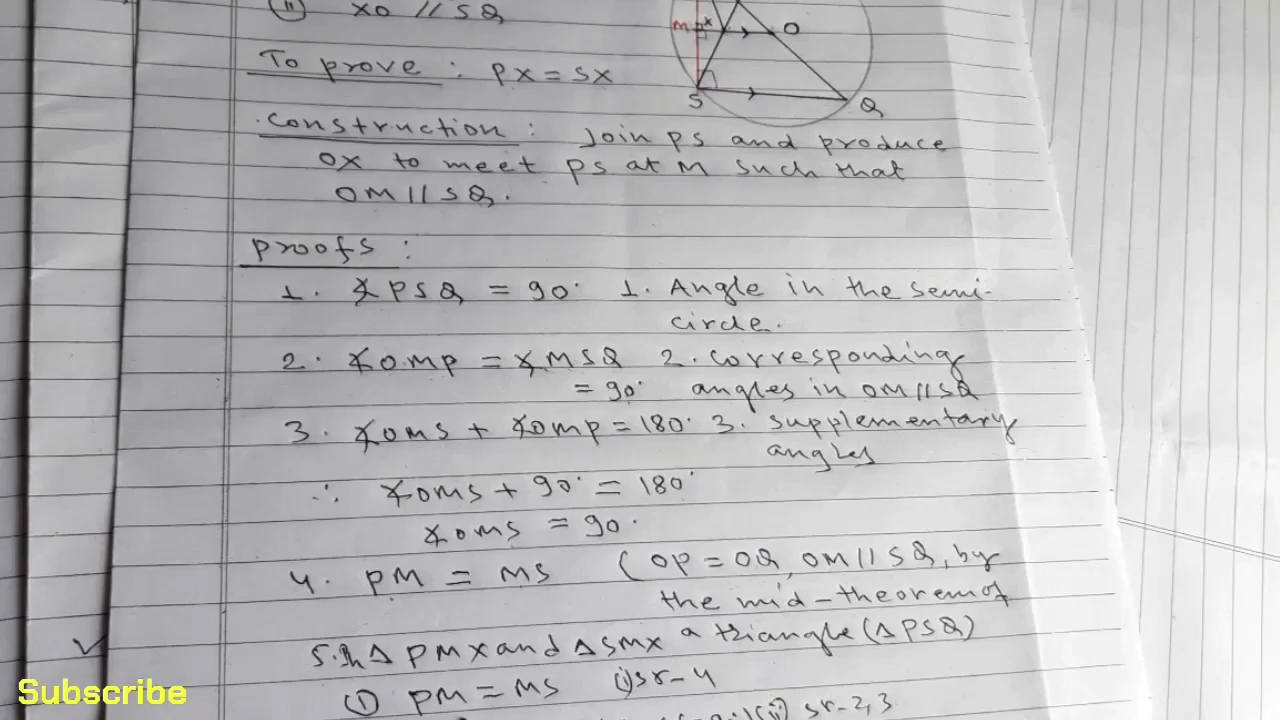 (ii) XO // SQ
M
x
O
To prove : PX = SX
S
Q
Construction : Join PS and produce
OX to meet PS at M such that
OM // SQ.
Proofs :
1. ∡PSQ = 90° 1. Angle in the semi-
circle.
2. ∡OMP = ∡MSQ 2. Corresponding
= 90° angles in OM//SQ
3. ∡OMS + ∡OMP = 180° 3. supplementary
angles
∴ ∡OMS + 90° = 180°
∡OMS = 90°
4. PM = MS (OP = OQ, OM // SQ, by
the mid-theorem of
a triangle (Δ PSQ)
5. In Δ PMX and Δ SMX
(i) PM = MS (i) sr-4
(ii) sr-2,3
Subscribe